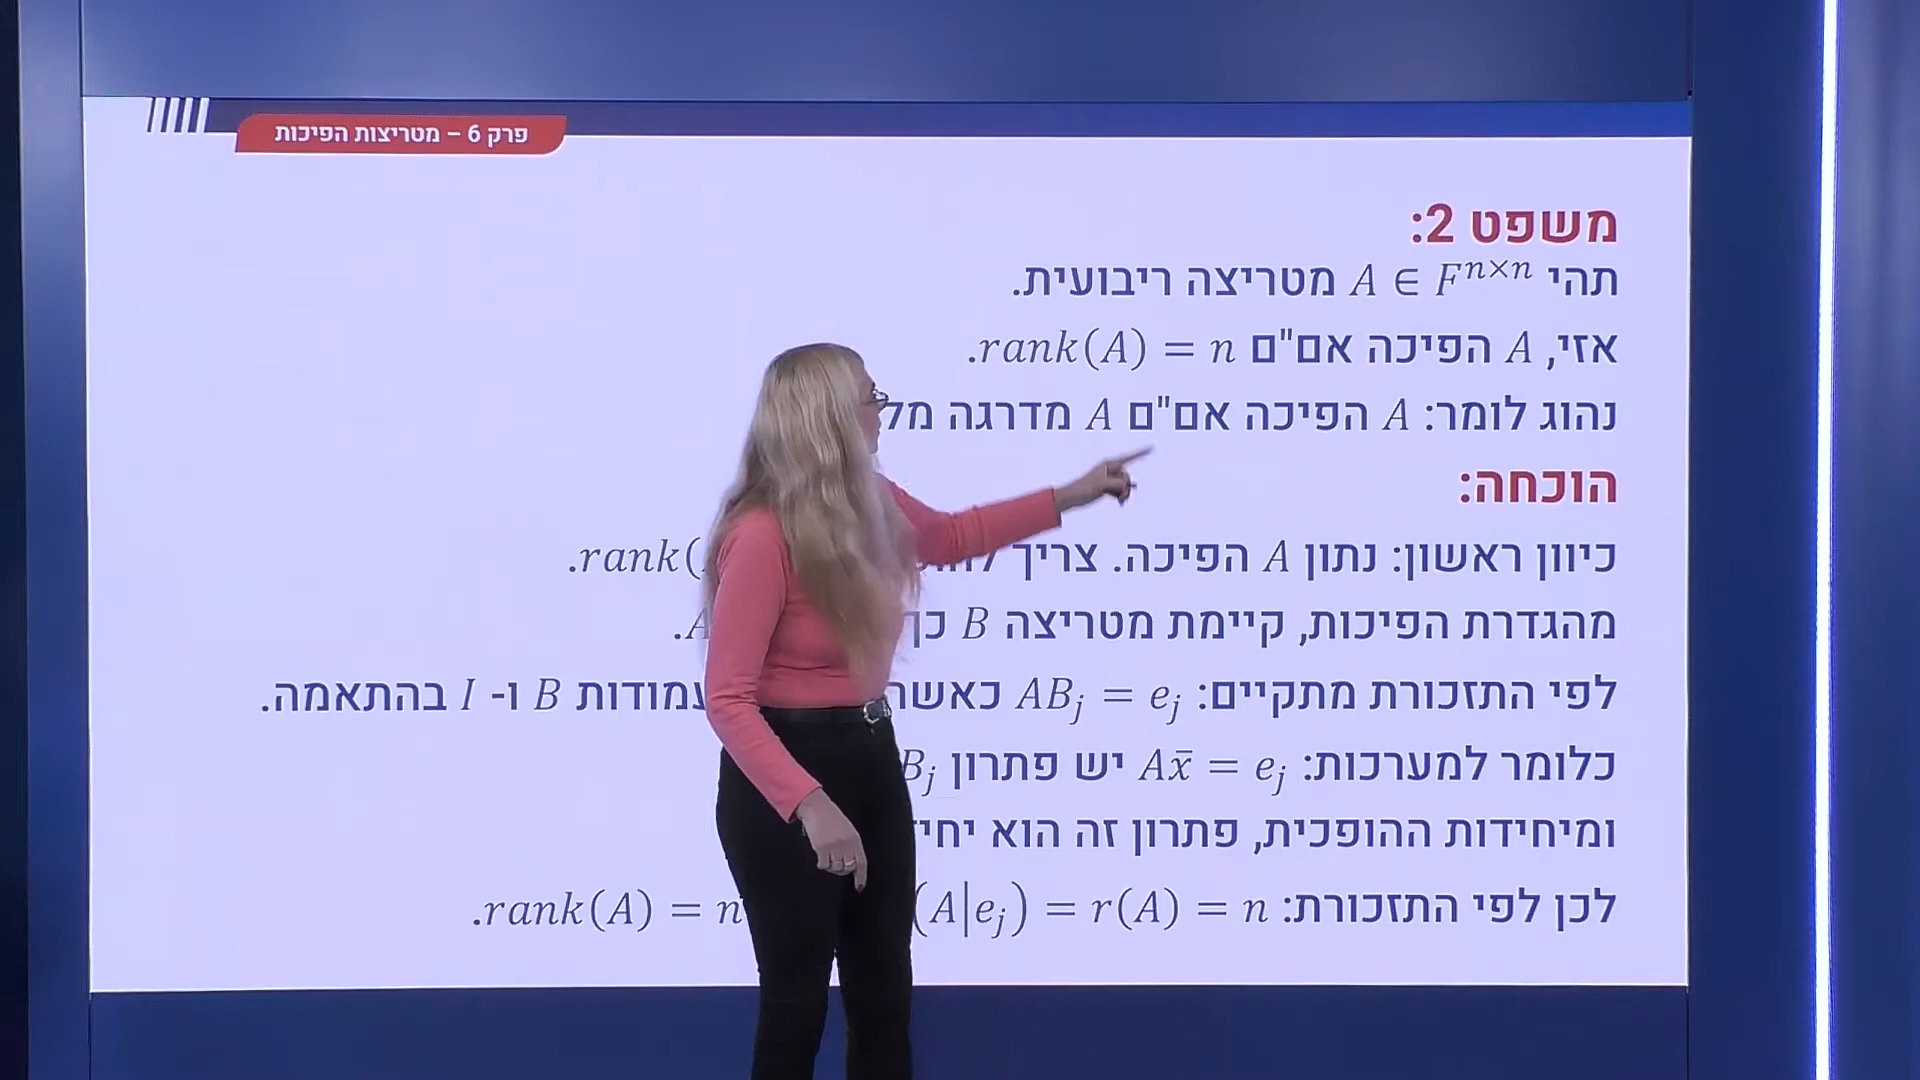 פרק 6 – מטריצות הפיכות
משפט 2:
תהי A ∈ F^{n×n} מטריצה ריבועית.
אזי, A הפיכה אם"ם rank(A) = n.
נהוג לומר: A הפיכה אם"ם A מדרגה
הוכחה:
כיוון ראשון: נתון A הפיכה. צריך rank(
מהגדרת הפיכות, קיימת מטריצה B כך
לפי התזכורת מתקיים: AB_j = e_j כאשר עמודות B ו- I בהתאמה.
כלומר למערכות: Ax̄ = e_j יש פתרון B_j
ומיחידות ההופכית, פתרון זה הוא
לכן לפי התזכורת: (A|e_j) = r(A) = n rank(A) = n.